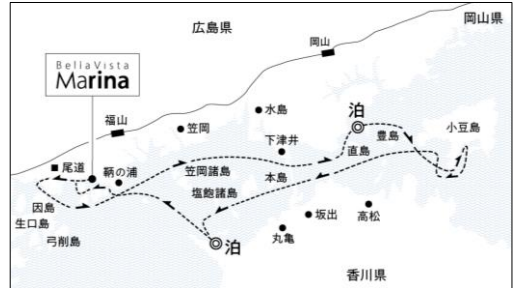 岡山県
広島県
BellaVista
Marina
岡山
福山
笠岡
水島
泊
下津井
豊島
小豆島
直島
尾道
鞆の浦
笠岡諸島
本島
塩飽諸島
因島
生口島
弓削島
泊
丸亀
坂出
高松
香川県